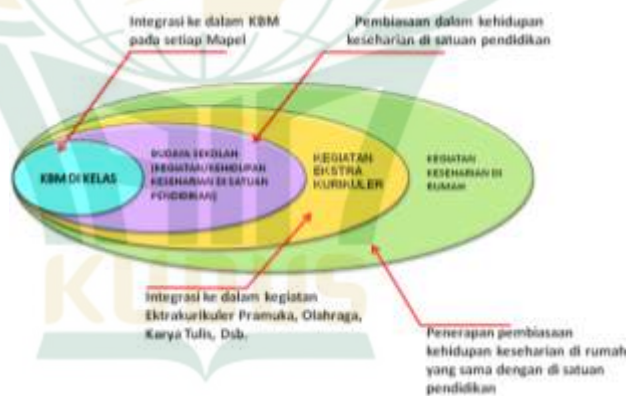 Integrasi ke dalam KBM
pada setiap Mapel
Pembiasaan dalam kehidupan
keseharian di satuan pendidikan
KBM DI KELAS
BUDAYA SEKOLAH
(KEGIATAN/KEHIDUPAN
KESEHARIAN DI SATUAN
PENDIDIKAN)
KEGIATAN
EKSTRA
KURIKULER
KEGIATAN
KESEHARIAN DI
RUMAH
KUDUS
Integrasi ke dalam kegiatan
Ektrakurikuler Pramuka, Olahraga,
Karya Tulis, Dsb.
Penerapan pembiasaan
kehidupan keseharian di rumah
yang sama dengan di satuan
pendidikan